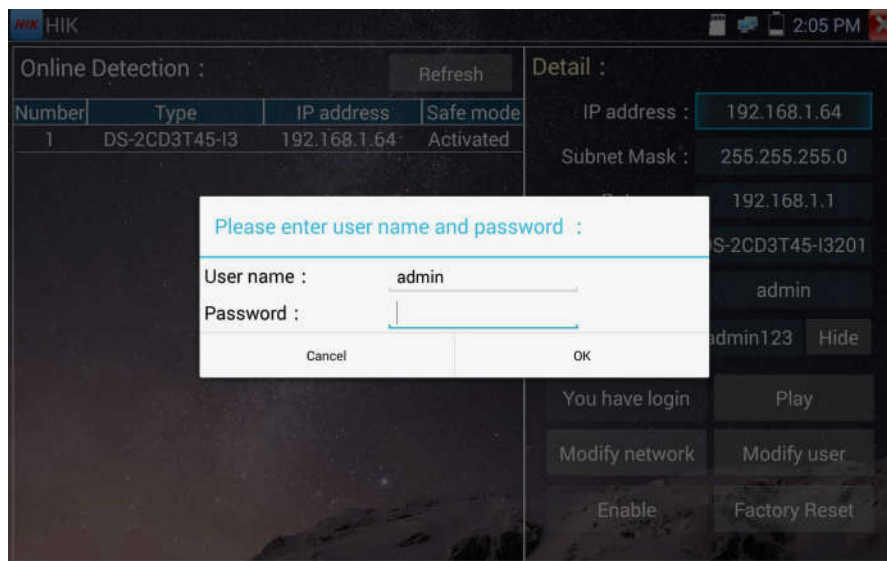 HIK HIK 2:05 PM
Online Detection : Refresh
Number Type IP address Safe mode
1 DS-2CD3T45-I3 192.168.1.64 Activated
Detail :
IP address : 192.168.1.64
Subnet Mask : 255.255.255.0
192.168.1.1
S-2CD3T45-I3201
admin
admin123 Hide
You have login Play
Modify network Modify user
Enable Factory Reset
Please enter user name and password :
User name : admin
Password :
Cancel OK